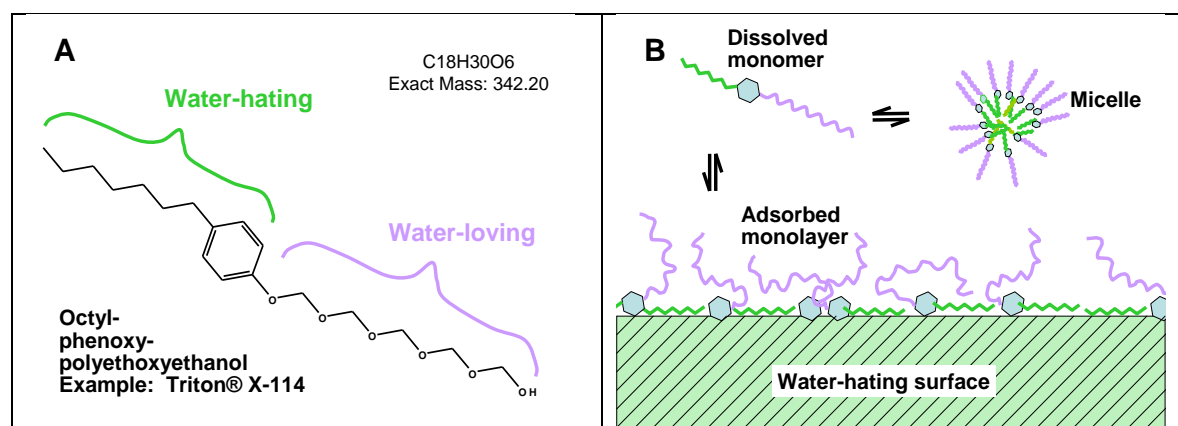 A
C18H30O6
Exact Mass: 342.20
Water-hating
Water-loving
O
O
O
O
O
OH
Octyl-
phenoxy-
polyethoxyethanol
Example: Triton® X-114
B
Dissolved
monomer
Micelle
Adsorbed
monolayer
Water-hating surface